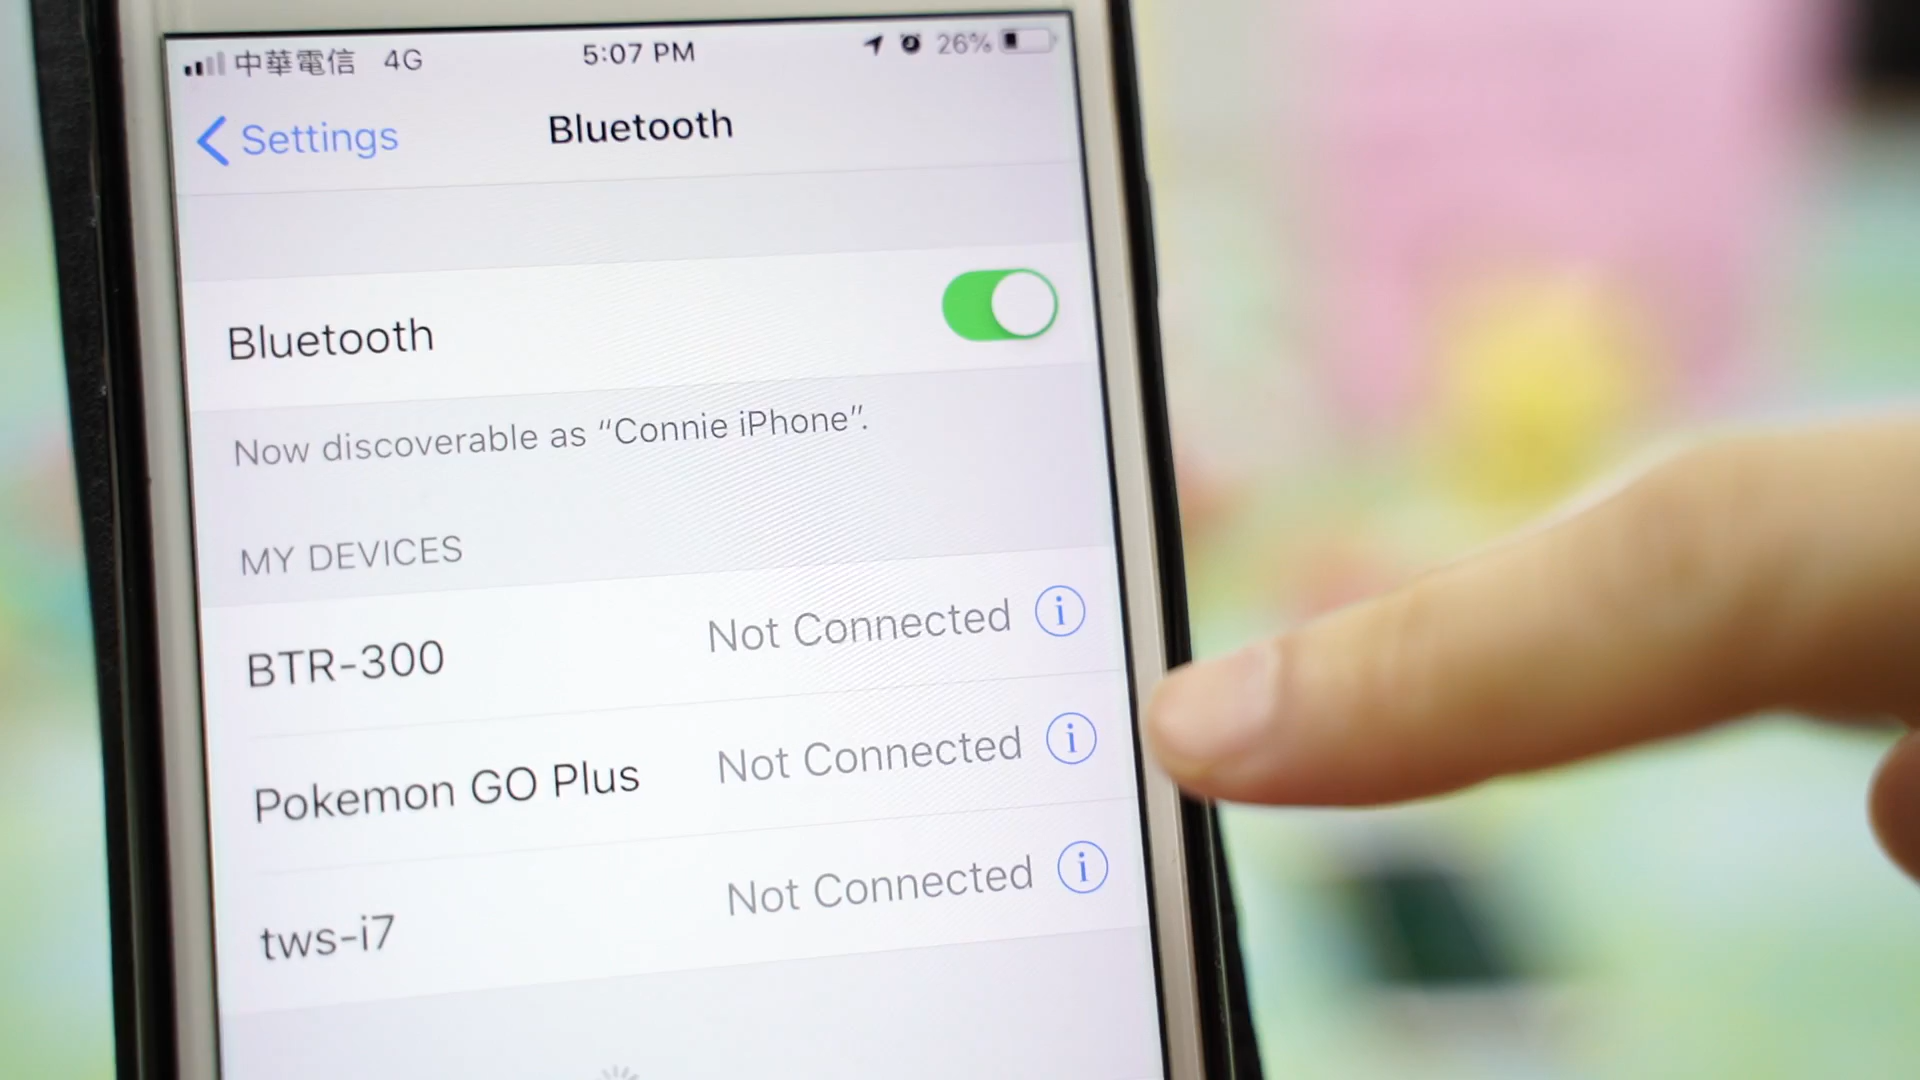 中華電信 4G 5:07 PM 26%
Settings Bluetooth
Bluetooth
Now discoverable as “Connie iPhone”.
MY DEVICES
BTR-300 Not Connected i
Pokemon GO Plus Not Connected i
tws-i7 Not Connected i